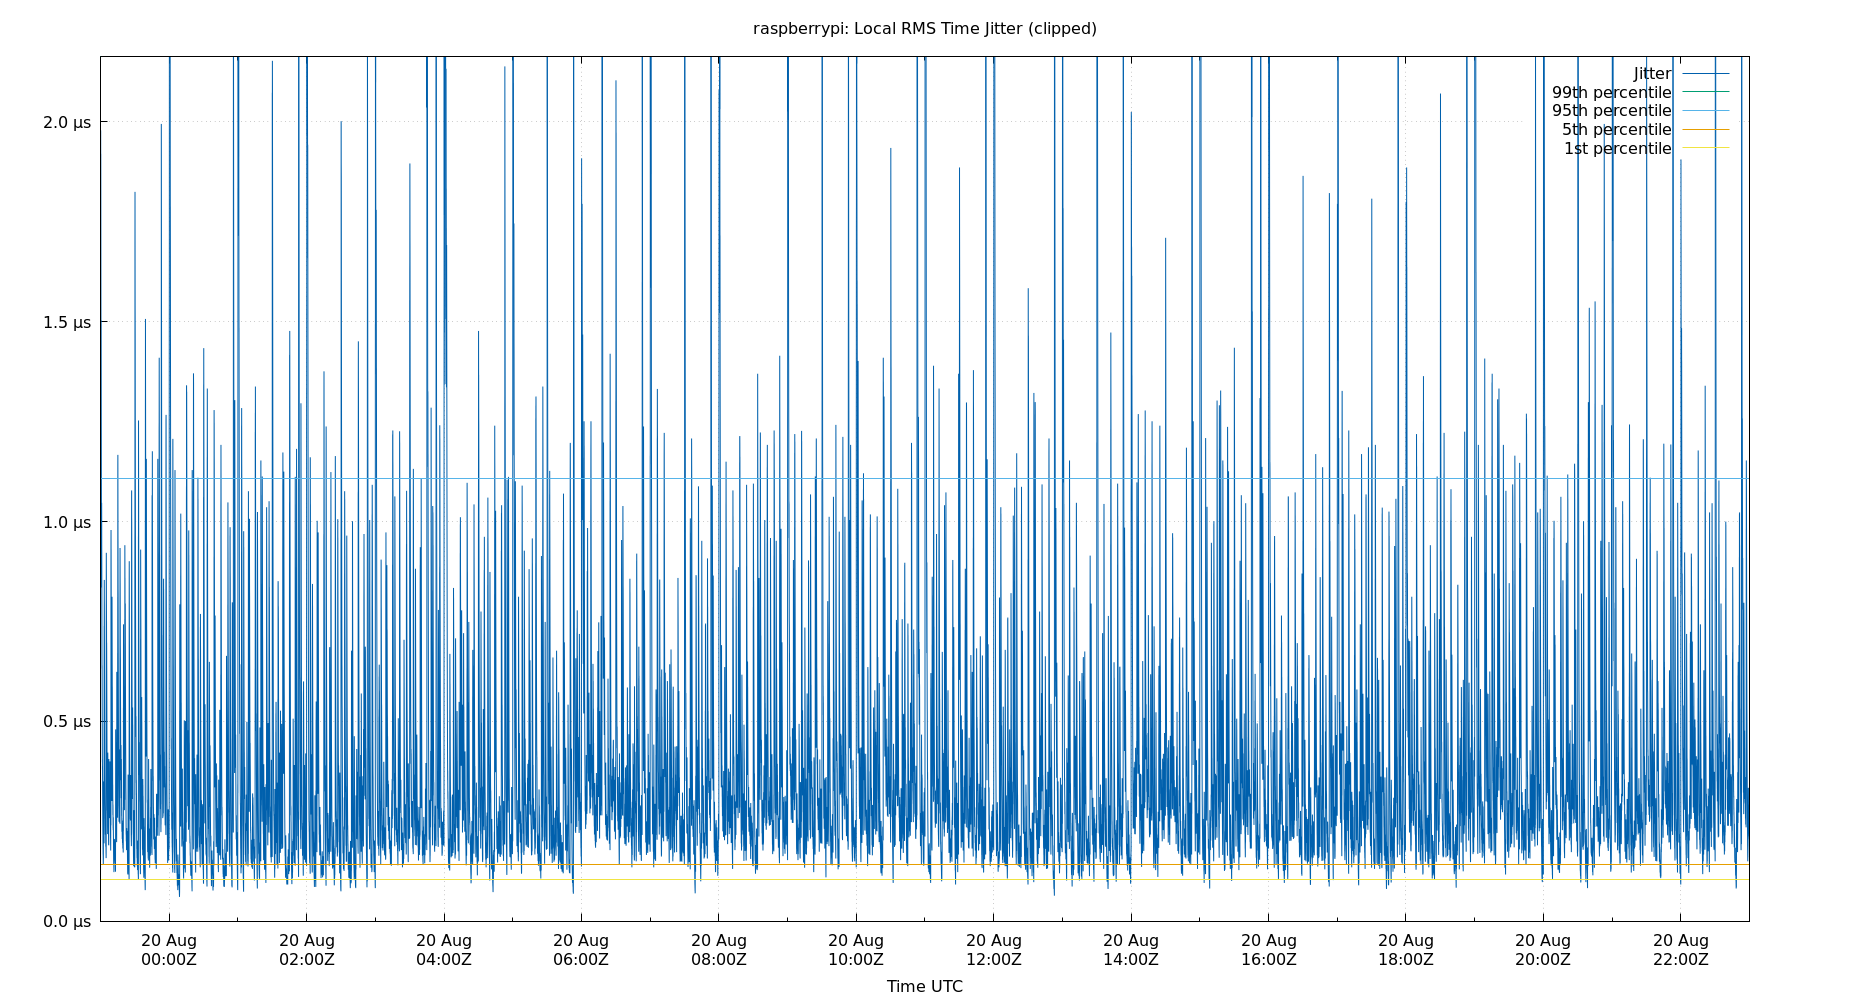 raspberrypi: Local RMS Time Jitter (clipped)
Jitter
99th percentile
95th percentile
5th percentile
1st percentile
2.0 µs
1.5 µs
1.0 µs
0.5 µs
0.0 µs
20 Aug 20 Aug 20 Aug 20 Aug 20 Aug 20 Aug 20 Aug 20 Aug 20 Aug 20 Aug 20 Aug 20 Aug
00:00Z 02:00Z 04:00Z 06:00Z 08:00Z 10:00Z 12:00Z 14:00Z 16:00Z 18:00Z 20:00Z 22:00Z
Time UTC